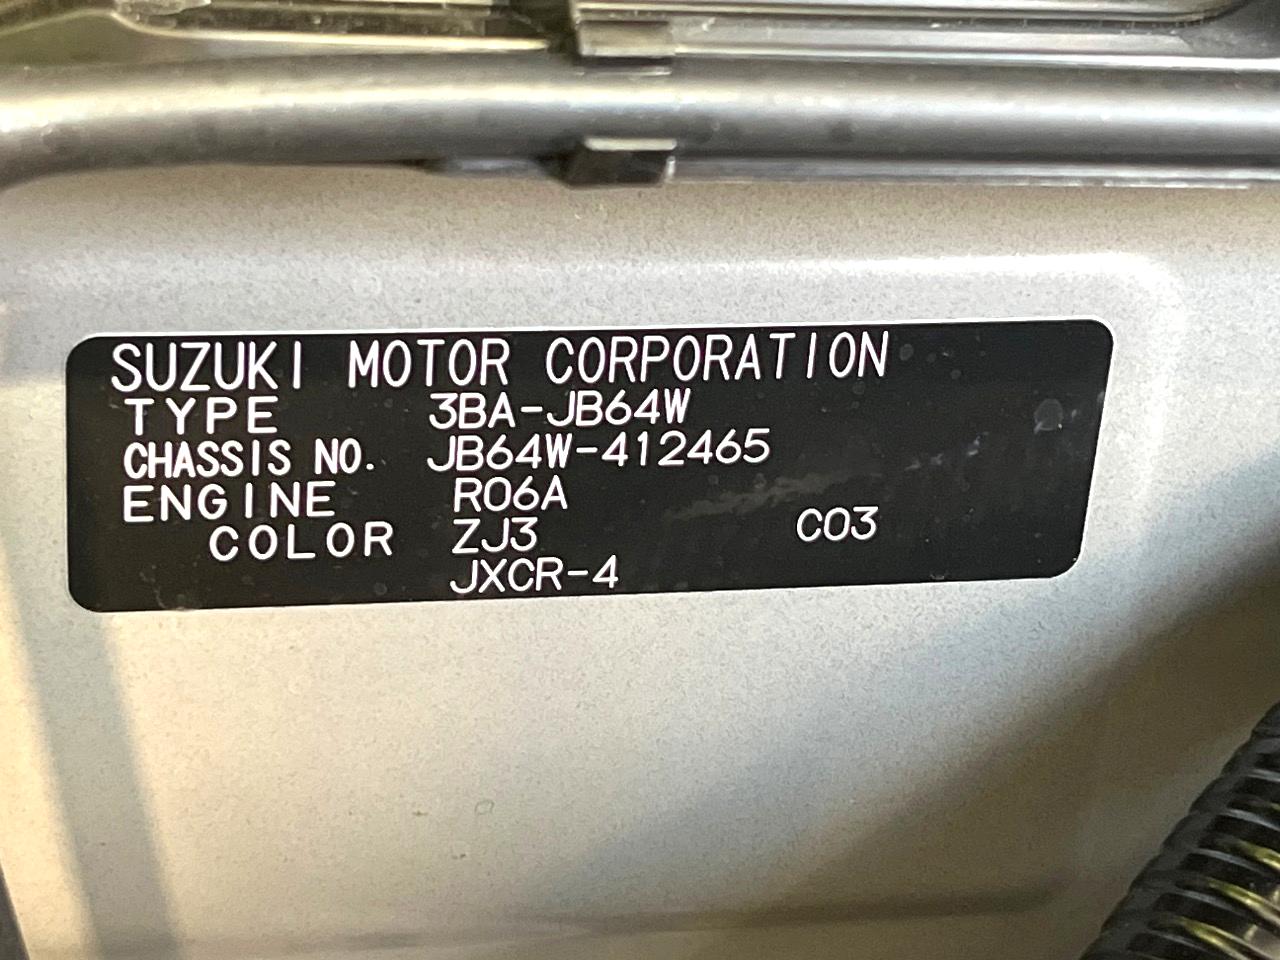 SUZUKI MOTOR CORPORATION
TYPE 3BA-JB64W
CHASSIS NO. JB64W-412465
ENGINE R06A
COLOR ZJ3 C03
JXCR-4